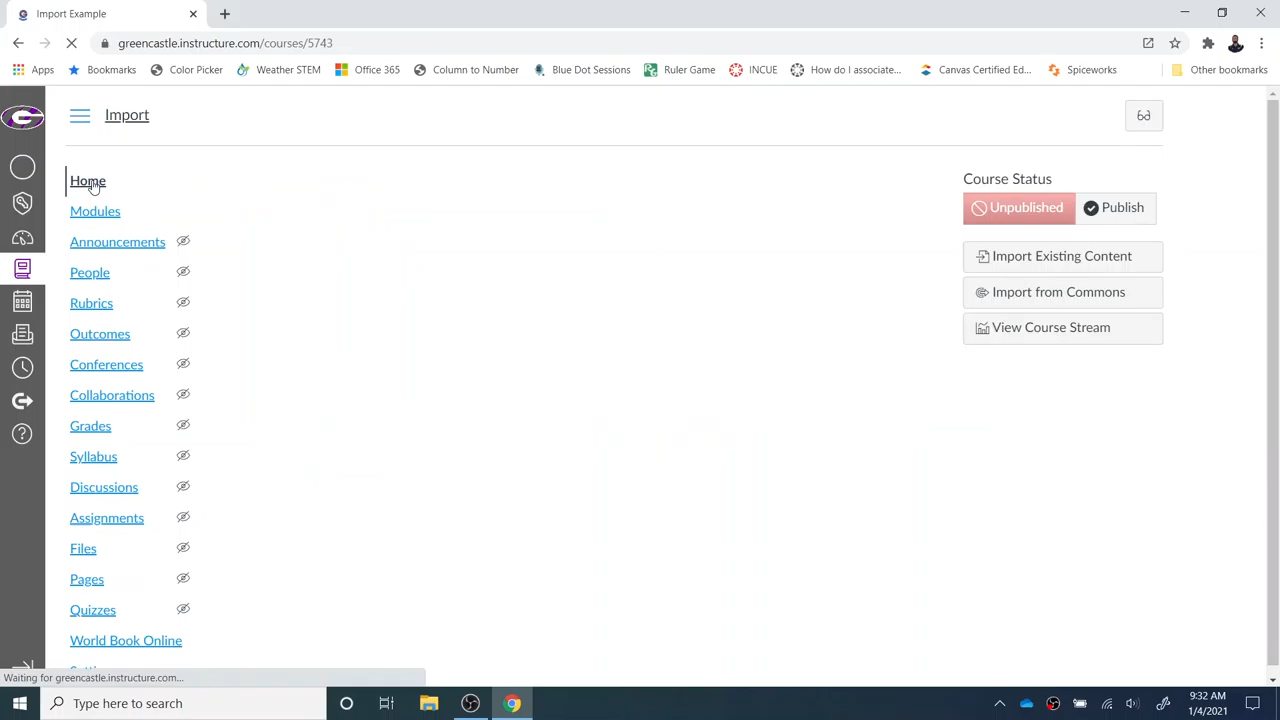 Import Example
greencastle.instructure.com/courses/5743
Apps
Bookmarks
Color Picker
Weather STEM
Office 365
Column to Number
Blue Dot Sessions
Ruler Game
INCUE
How do I associate...
Canvas Certified Ed...
Spiceworks
Other bookmarks
Import
Home
Modules
Announcements
People
Rubrics
Outcomes
Conferences
Collaborations
Grades
Syllabus
Discussions
Assignments
Files
Pages
Quizzes
World Book Online
Course Status
Unpublished
Publish
Import Existing Content
Import from Commons
View Course Stream
Waiting for greencastle.instructure.com...
Type here to search
9:32 AM
1/4/2021